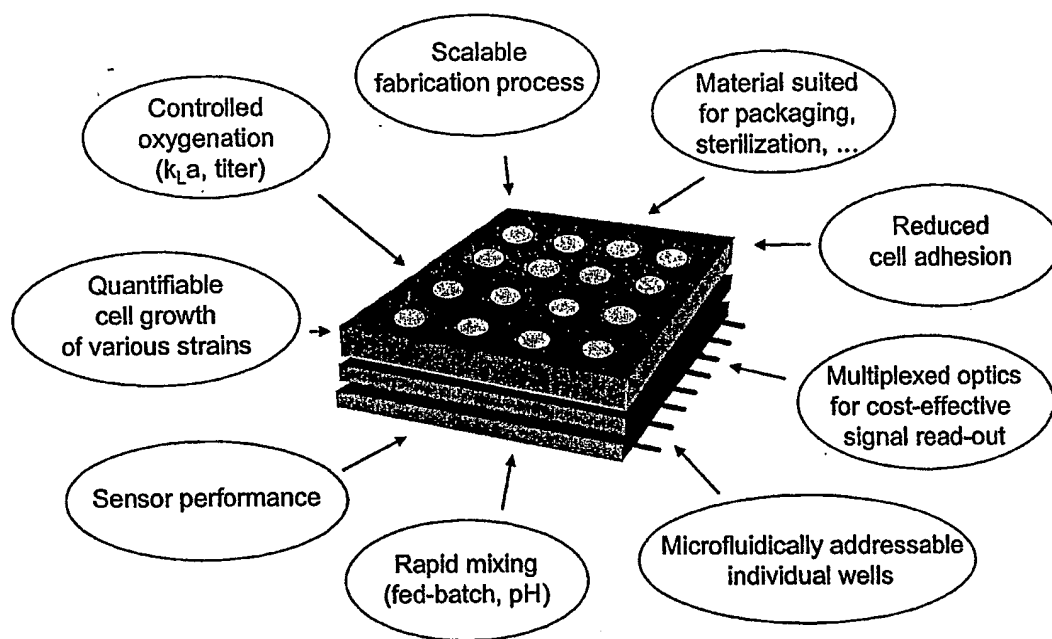 Scalable
fabrication process
Material suited
for packaging,
sterilization, ...
Controlled
oxygenation
(kLa, titer)
Reduced
cell adhesion
Quantifiable
cell growth
of various strains
Multiplexed optics
for cost-effective
signal read-out
Sensor performance
Rapid mixing
(fed-batch, pH)
Microfluidically addressable
individual wells